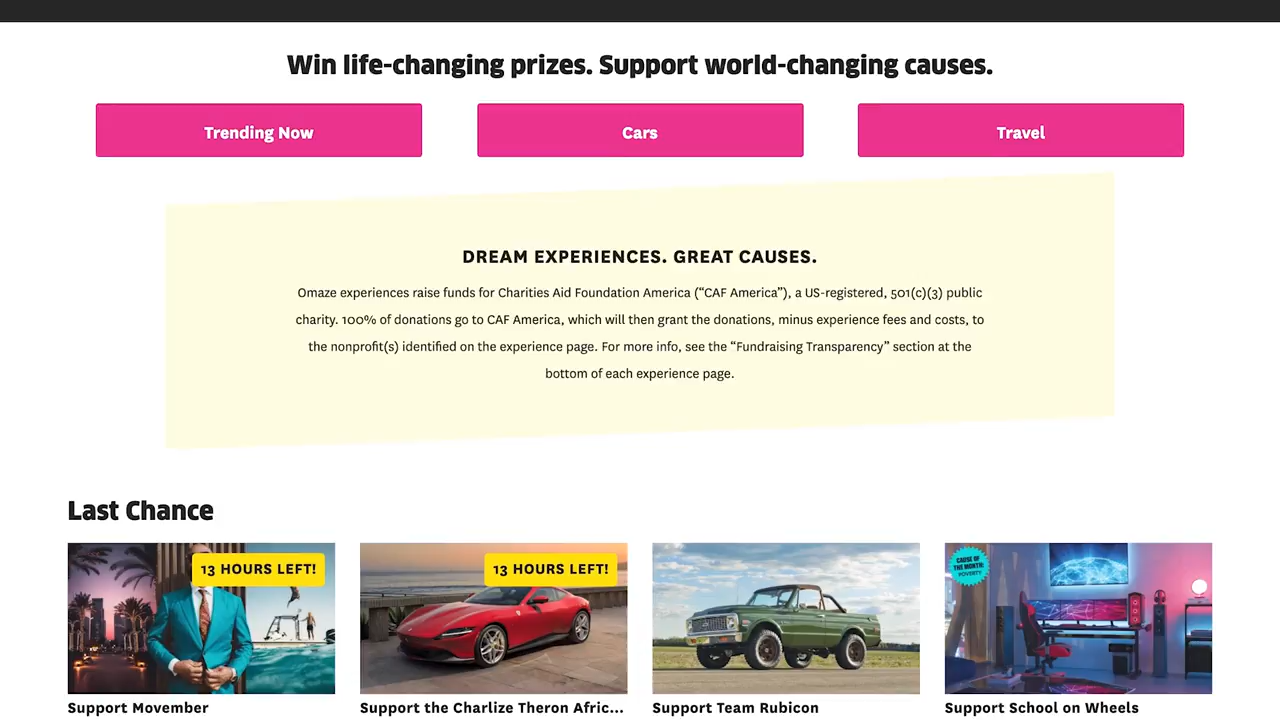 Win life-changing prizes. Support world-changing causes.
Trending Now
Cars
Travel
DREAM EXPERIENCES. GREAT CAUSES.
Omaze experiences raise funds for Charities Aid Foundation America (“CAF America”), a US-registered, 501(c)(3) public
charity. 100% of donations go to CAF America, which will then grant the donations, minus experience fees and costs, to
the nonprofit(s) identified on the experience page. For more info, see the “Fundraising Transparency” section at the
bottom of each experience page.
Last Chance
13 HOURS LEFT!
13 HOURS LEFT!
CAUSE OF
THE MONTH:
POVERTY
Support Movember
Support the Charlize Theron Afric...
Support Team Rubicon
Support School on Wheels